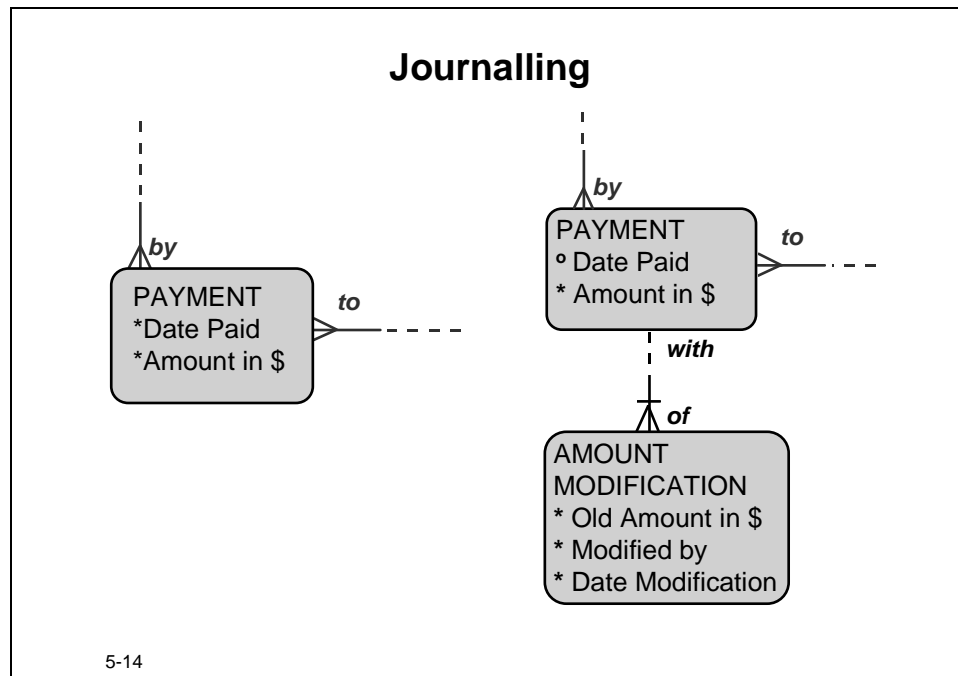 Journalling
by
PAYMENT
*Date Paid
*Amount in $
to
by
PAYMENT
º Date Paid
* Amount in $
to
with
of
AMOUNT
MODIFICATION
* Old Amount in $
* Modified by
* Date Modification
5-14